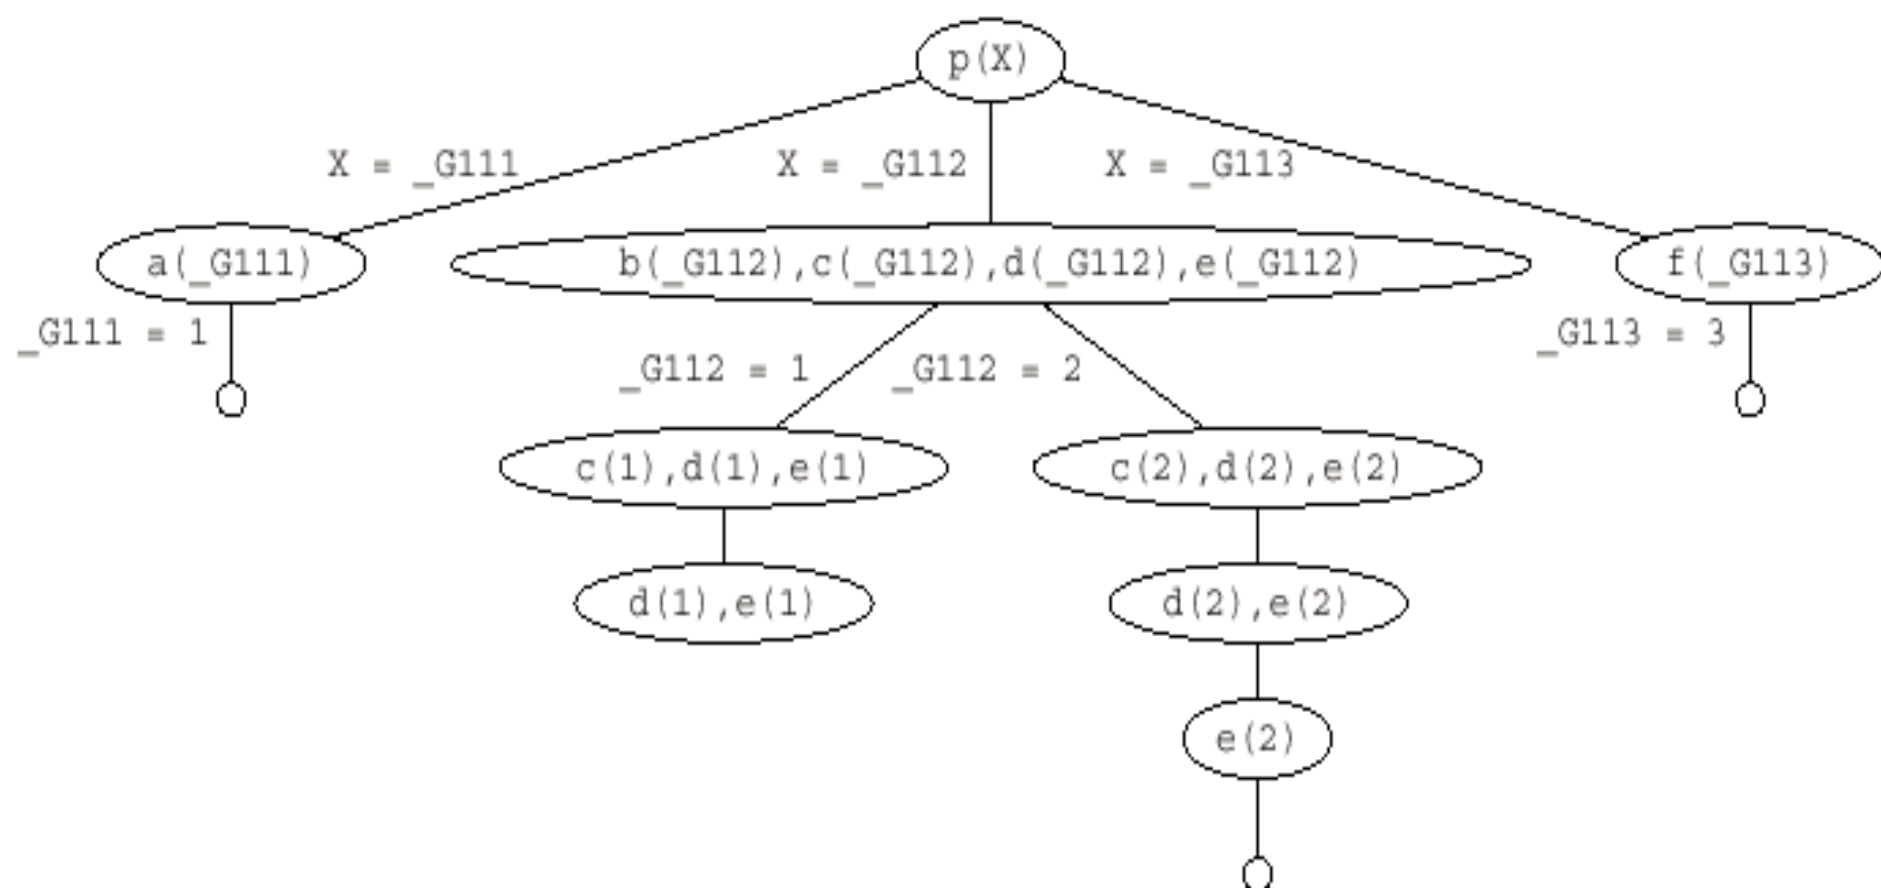 p(X)
X = _G111 X = _G112 X = _G113
a(_G111) b(_G112),c(_G112),d(_G112),e(_G112) f(_G113)
_G111 = 1 _G113 = 3
_G112 = 1 _G112 = 2
c(1),d(1),e(1) c(2),d(2),e(2)
d(1),e(1) d(2),e(2)
e(2)